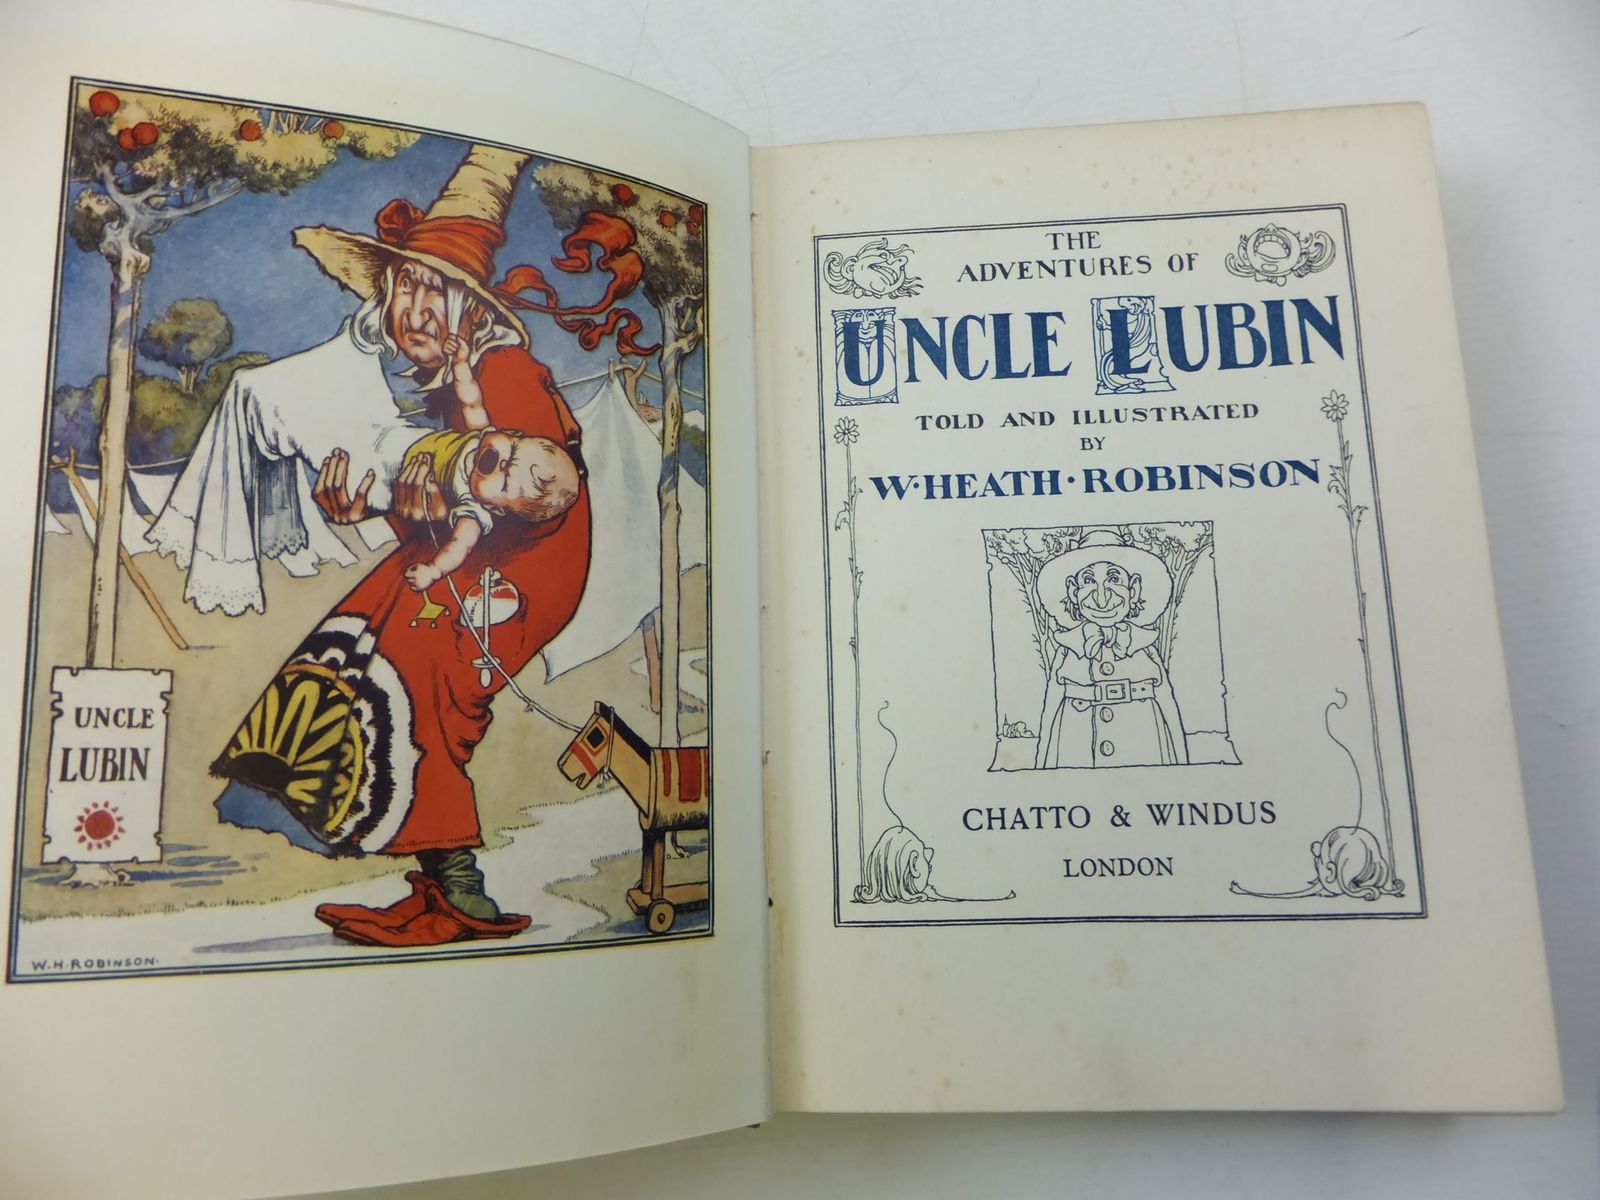 UNCLE
LUBIN
W.H.ROBINSON.
THE
ADVENTURES OF
UNCLE LUBIN
TOLD AND ILLUSTRATED
BY
W·HEATH·ROBINSON
CHATTO & WINDUS
LONDON